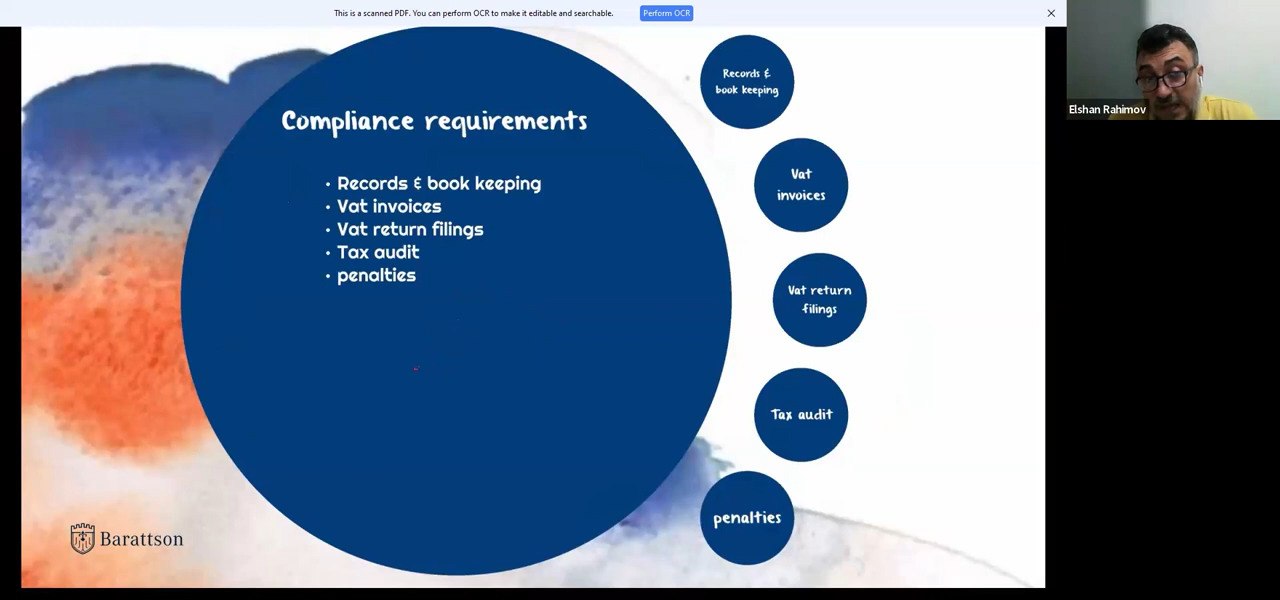 This is a scanned PDF. You can perform OCR to make it editable and searchable.
Perform OCR
Compliance requirements
• Records & book keeping
• Vat invoices
• Vat return filings
• Tax audit
• penalties
Records &
book keeping
Vat
invoices
Vat return
filings
Tax audit
penalties
Barattson
Elshan Rahimov